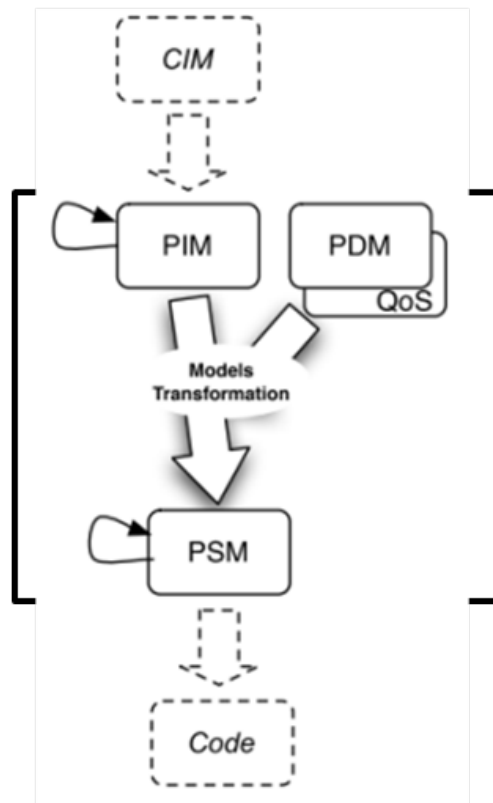 CIM
PIM
PDM
QoS
Models
Transformation
PSM
Code